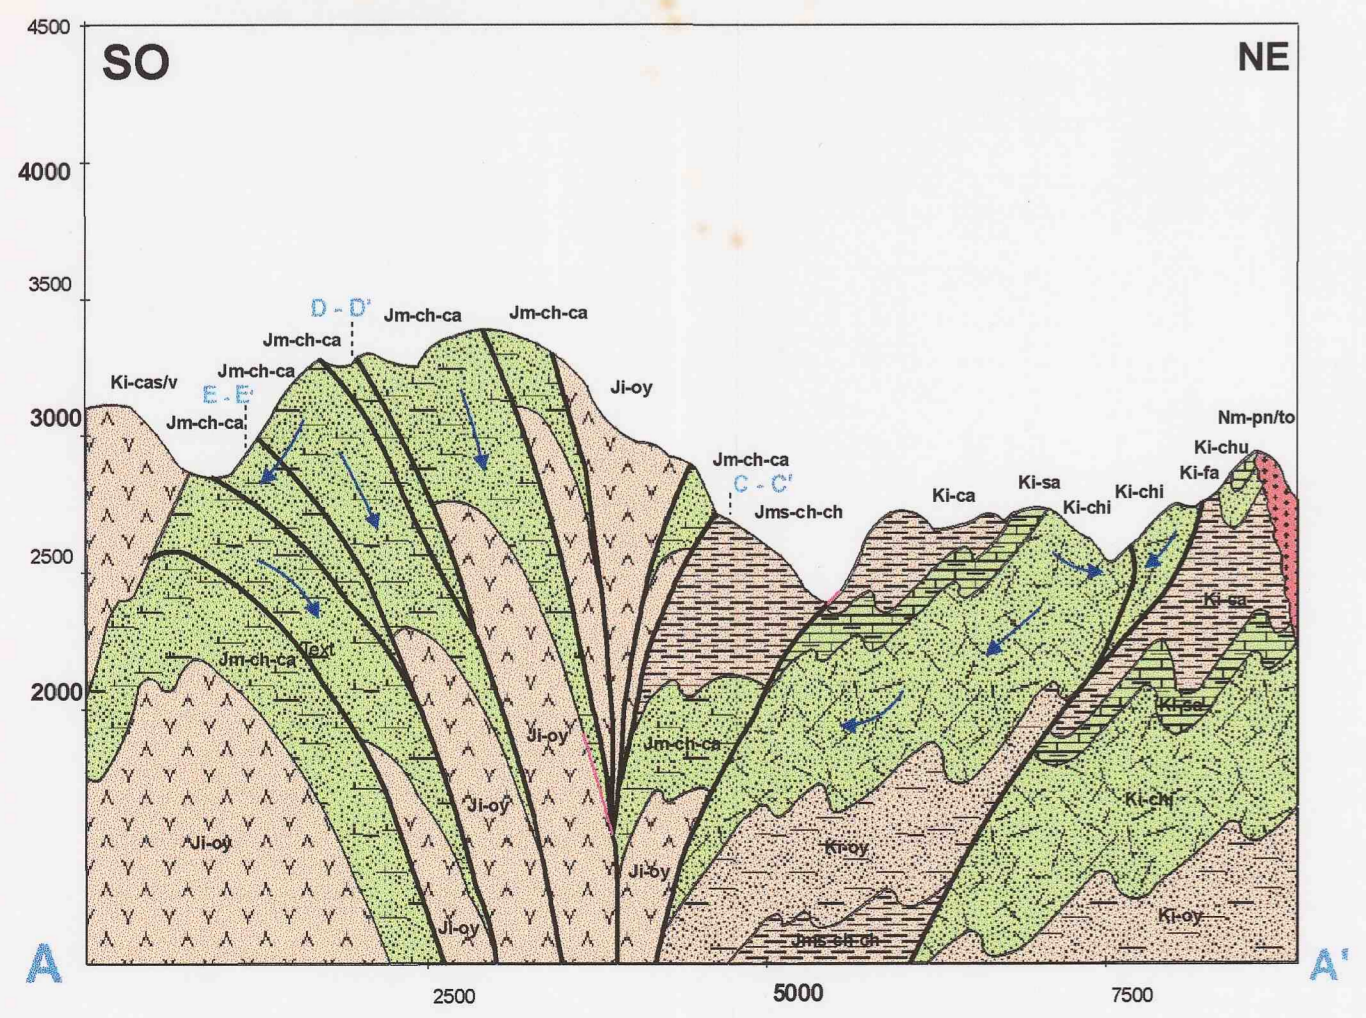 4500
SO
NE
4000
3500
D - D'
Jm-ch-ca
Jm-ch-ca
Jm-ch-ca
Jm-ch-ca
Ki-cas/v
E - E'
Ji-oy
3000
Jm-ch-ca
Nm-pn/to
Ki-chu
Jm-ch-ca
Ki-fa
C - C'
Ki-sa
Ki-chi
Ki-ca
Jms-ch-ch
Ki-chi
2500
Ki-sa
Text
Jm-ch-ca
2000
Ki-sa
Ji-oy
Jm-ch-ca
Ki-chi
Ji-oy
Ji-oy
Ki-oy
Ji-oy
Ki-oy
Ji-oy
Jms-ch-ch
A
A'
2500
5000
7500